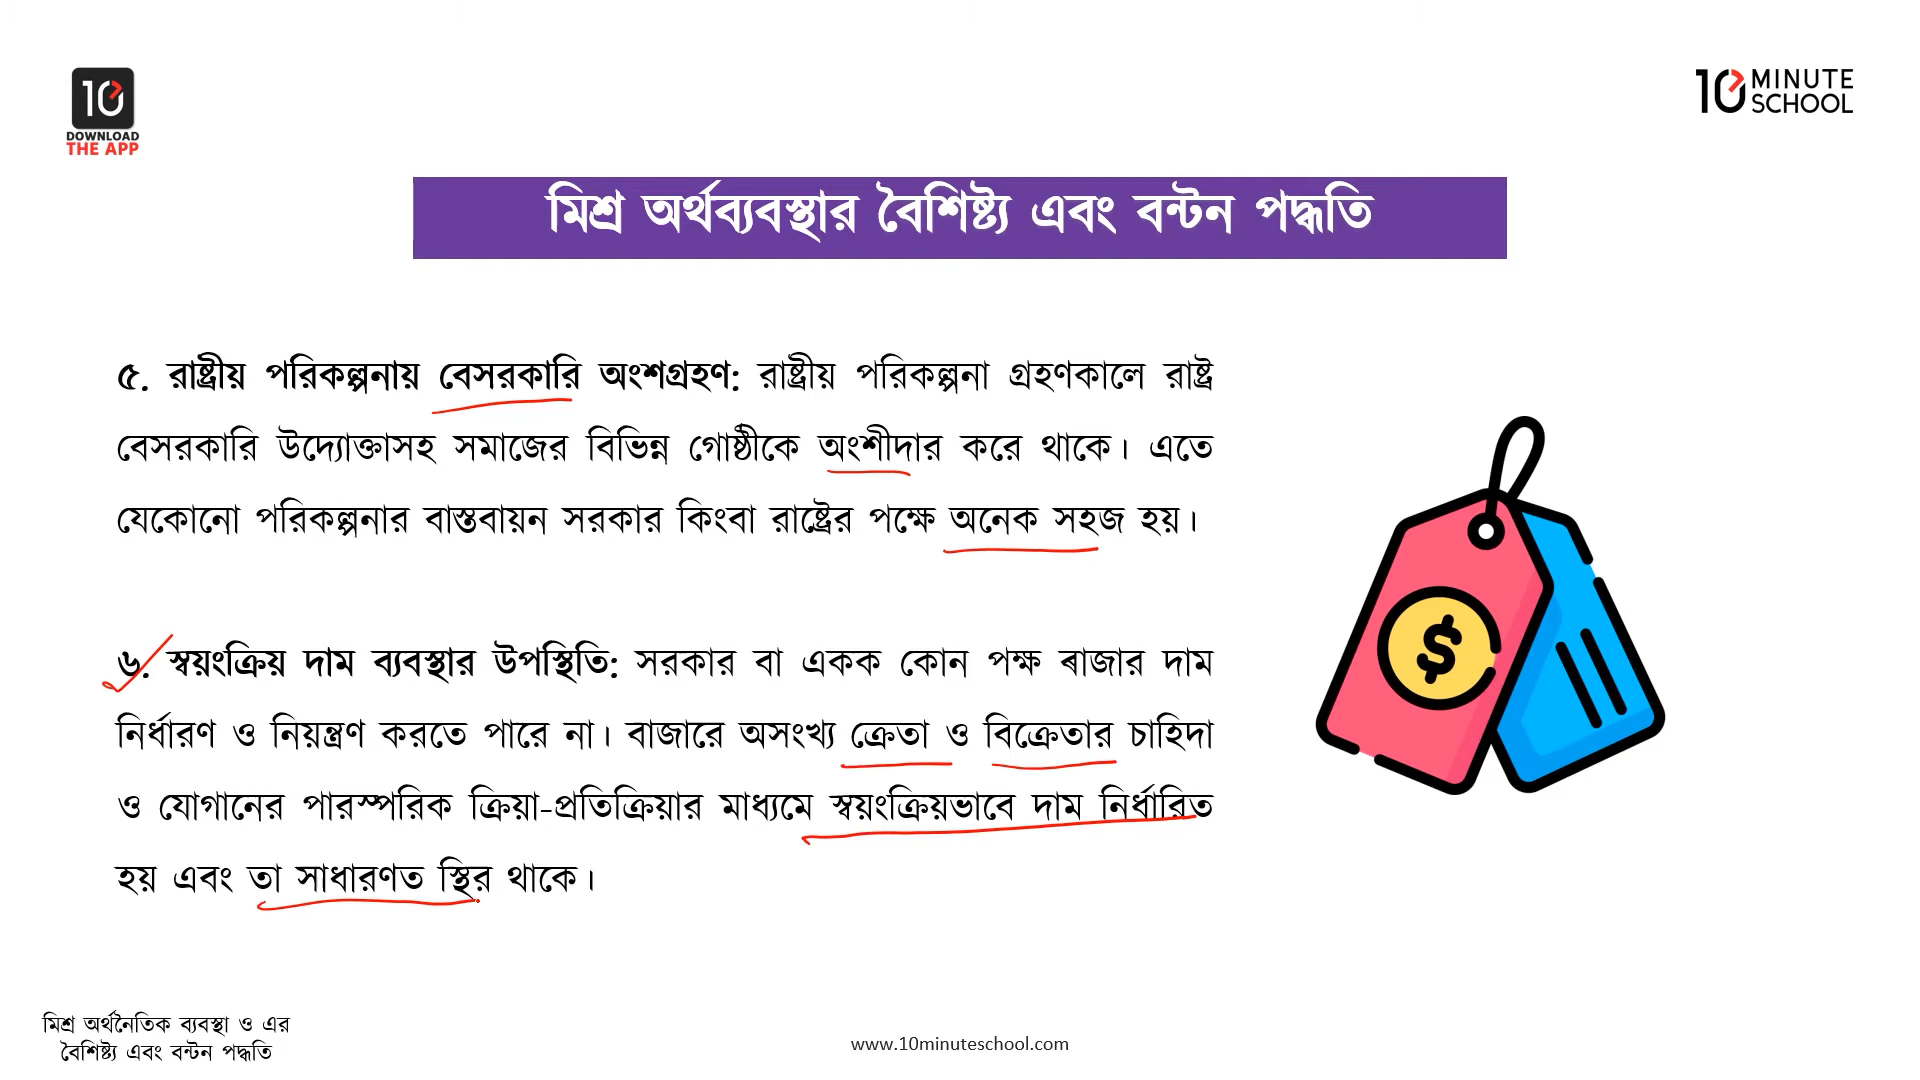 10
DOWNLOAD
THE APP
10 MINUTE
SCHOOL
মিশ্র অর্থব্যবস্থার বৈশিষ্ট্য এবং বন্টন পদ্ধতি
৫. রাষ্ট্রীয় পরিকল্পনায় বেসরকারি অংশগ্রহণ: রাষ্ট্রীয় পরিকল্পনা গ্রহণকালে রাষ্ট্র
বেসরকারি উদ্যোক্তাসহ সমাজের বিভিন্ন গোষ্ঠীকে অংশীদার করে থাকে। এতে
যেকোনো পরিকল্পনার বাস্তবায়ন সরকার কিংবা রাষ্ট্রের পক্ষে অনেক সহজ হয়।
৬. স্বয়ংক্রিয় দাম ব্যবস্থার উপস্থিতি: সরকার বা একক কোন পক্ষ ৰাজার দাম
নির্ধারণ ও নিয়ন্ত্রণ করতে পারে না। বাজারে অসংখ্য ক্রেতা ও বিক্রেতার চাহিদা
ও যোগানের পারস্পরিক ক্রিয়া-প্রতিক্রিয়ার মাধ্যমে স্বয়ংক্রিয়ভাবে দাম নির্ধারিত
হয় এবং তা সাধারণত স্থির থাকে।
$
মিশ্র অর্থনৈতিক ব্যবস্থা ও এর
বৈশিষ্ট্য এবং বন্টন পদ্ধতি
www.10minuteschool.com